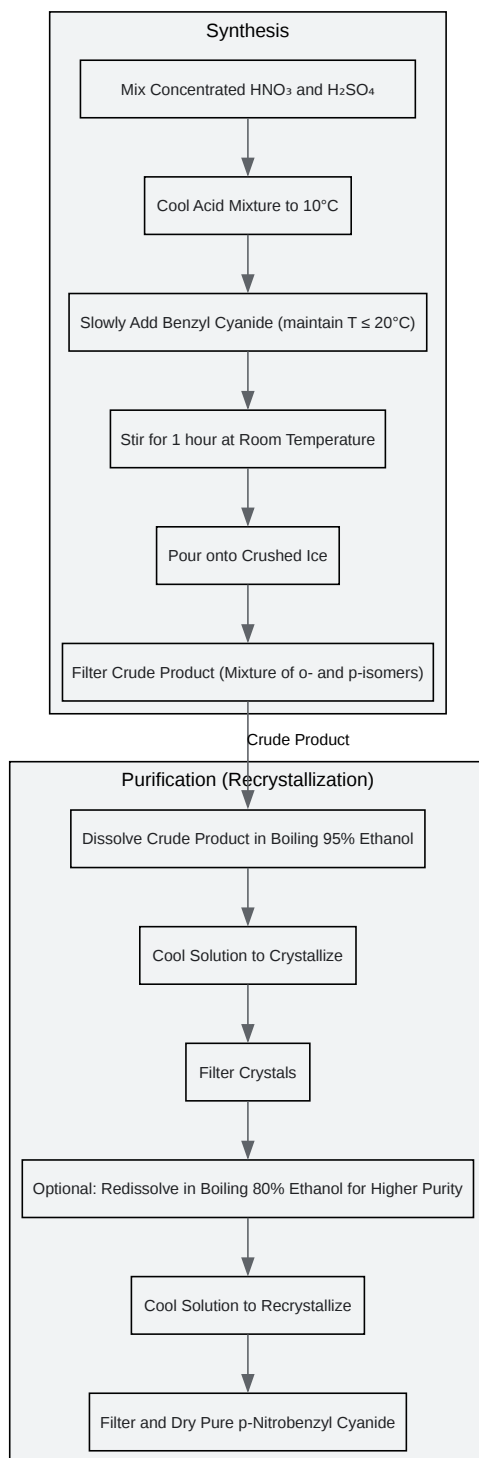 Synthesis
Mix Concentrated HNO₃ and H₂SO₄
Cool Acid Mixture to 10°C
Slowly Add Benzyl Cyanide (maintain T ≤ 20°C)
Stir for 1 hour at Room Temperature
Pour onto Crushed Ice
Filter Crude Product (Mixture of o- and p-isomers)
Crude Product
Purification (Recrystallization)
Dissolve Crude Product in Boiling 95% Ethanol
Cool Solution to Crystallize
Filter Crystals
Optional: Redissolve in Boiling 80% Ethanol for Higher Purity
Cool Solution to Recrystallize
Filter and Dry Pure p-Nitrobenzyl Cyanide